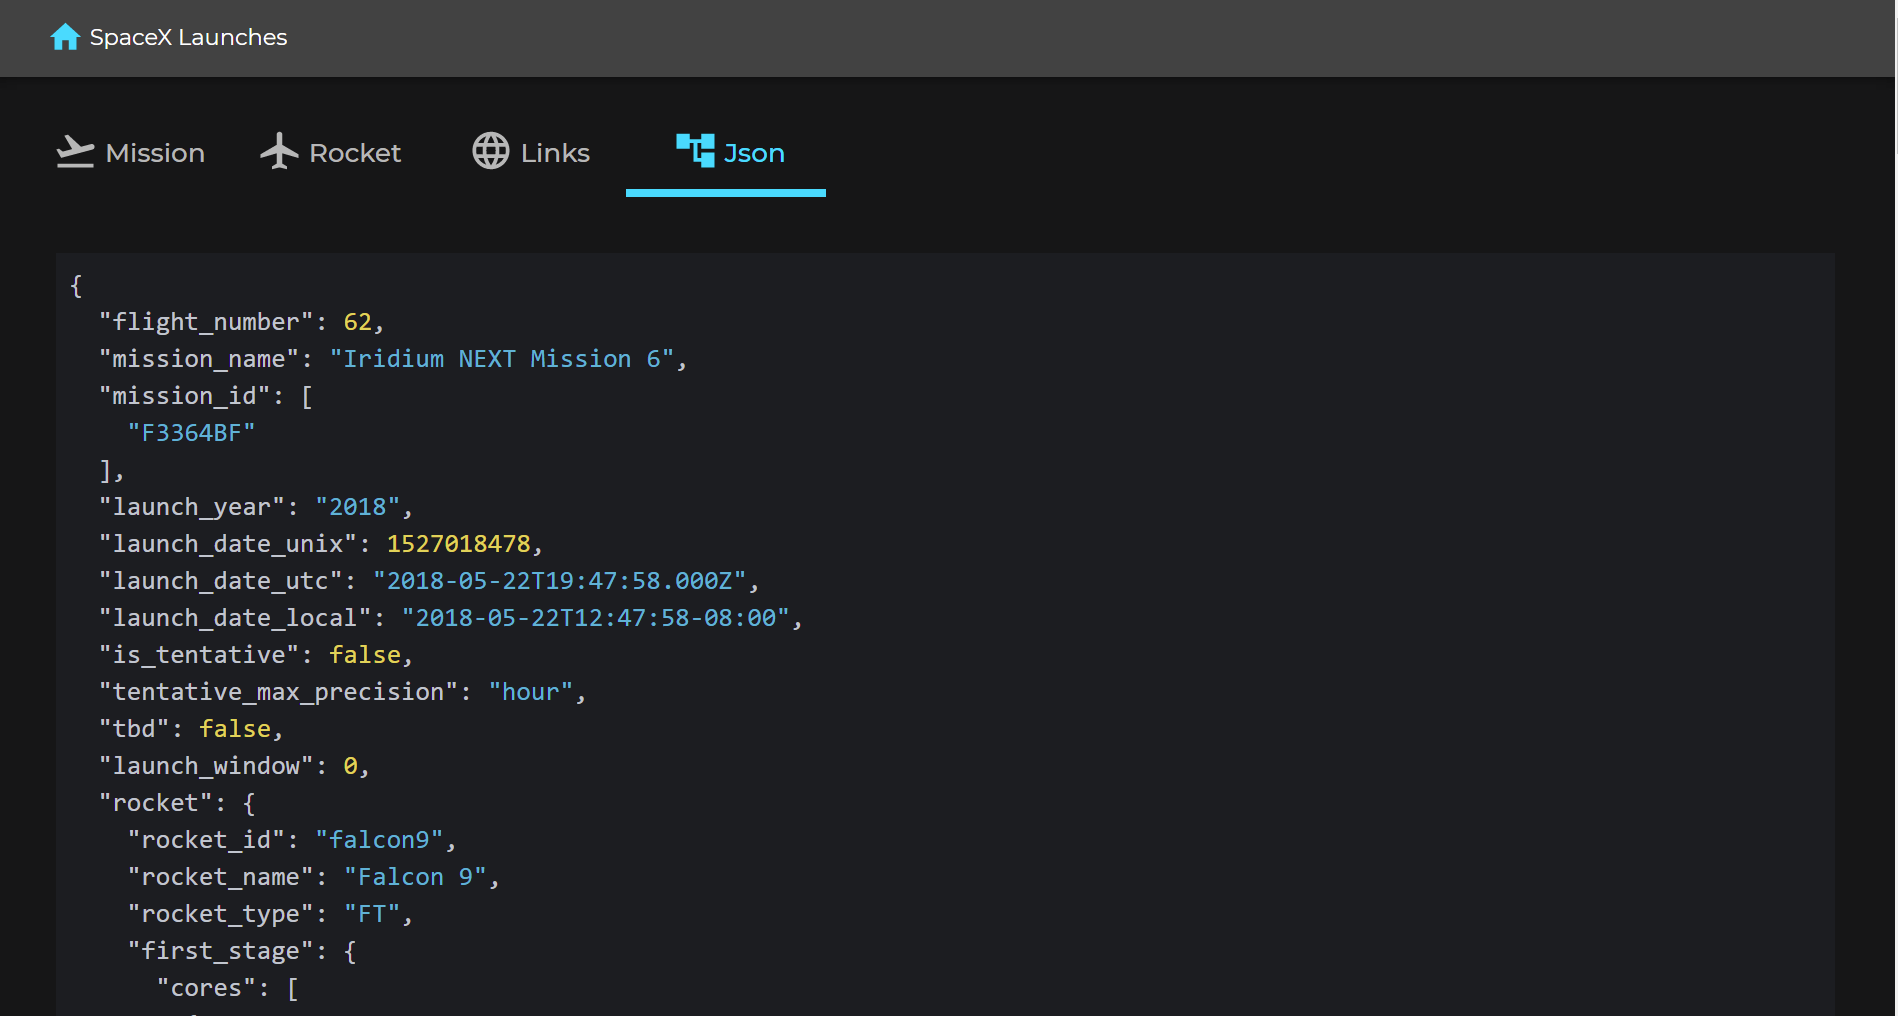 SpaceX Launches
Mission Rocket Links Json
{
  "flight_number": 62,
  "mission_name": "Iridium NEXT Mission 6",
  "mission_id": [
    "F3364BF"
  ],
  "launch_year": "2018",
  "launch_date_unix": 1527018478,
  "launch_date_utc": "2018-05-22T19:47:58.000Z",
  "launch_date_local": "2018-05-22T12:47:58-08:00",
  "is_tentative": false,
  "tentative_max_precision": "hour",
  "tbd": false,
  "launch_window": 0,
  "rocket": {
    "rocket_id": "falcon9",
    "rocket_name": "Falcon 9",
    "rocket_type": "FT",
    "first_stage": {
      "cores": [